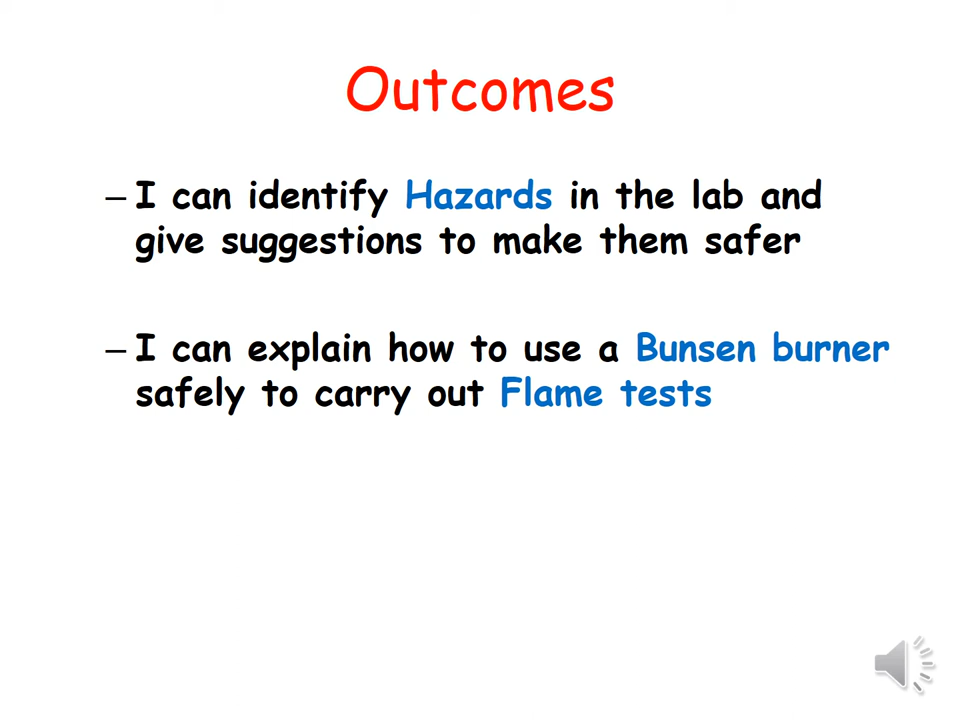 Outcomes
– I can identify Hazards in the lab and
give suggestions to make them safer
– I can explain how to use a Bunsen burner
safely to carry out Flame tests